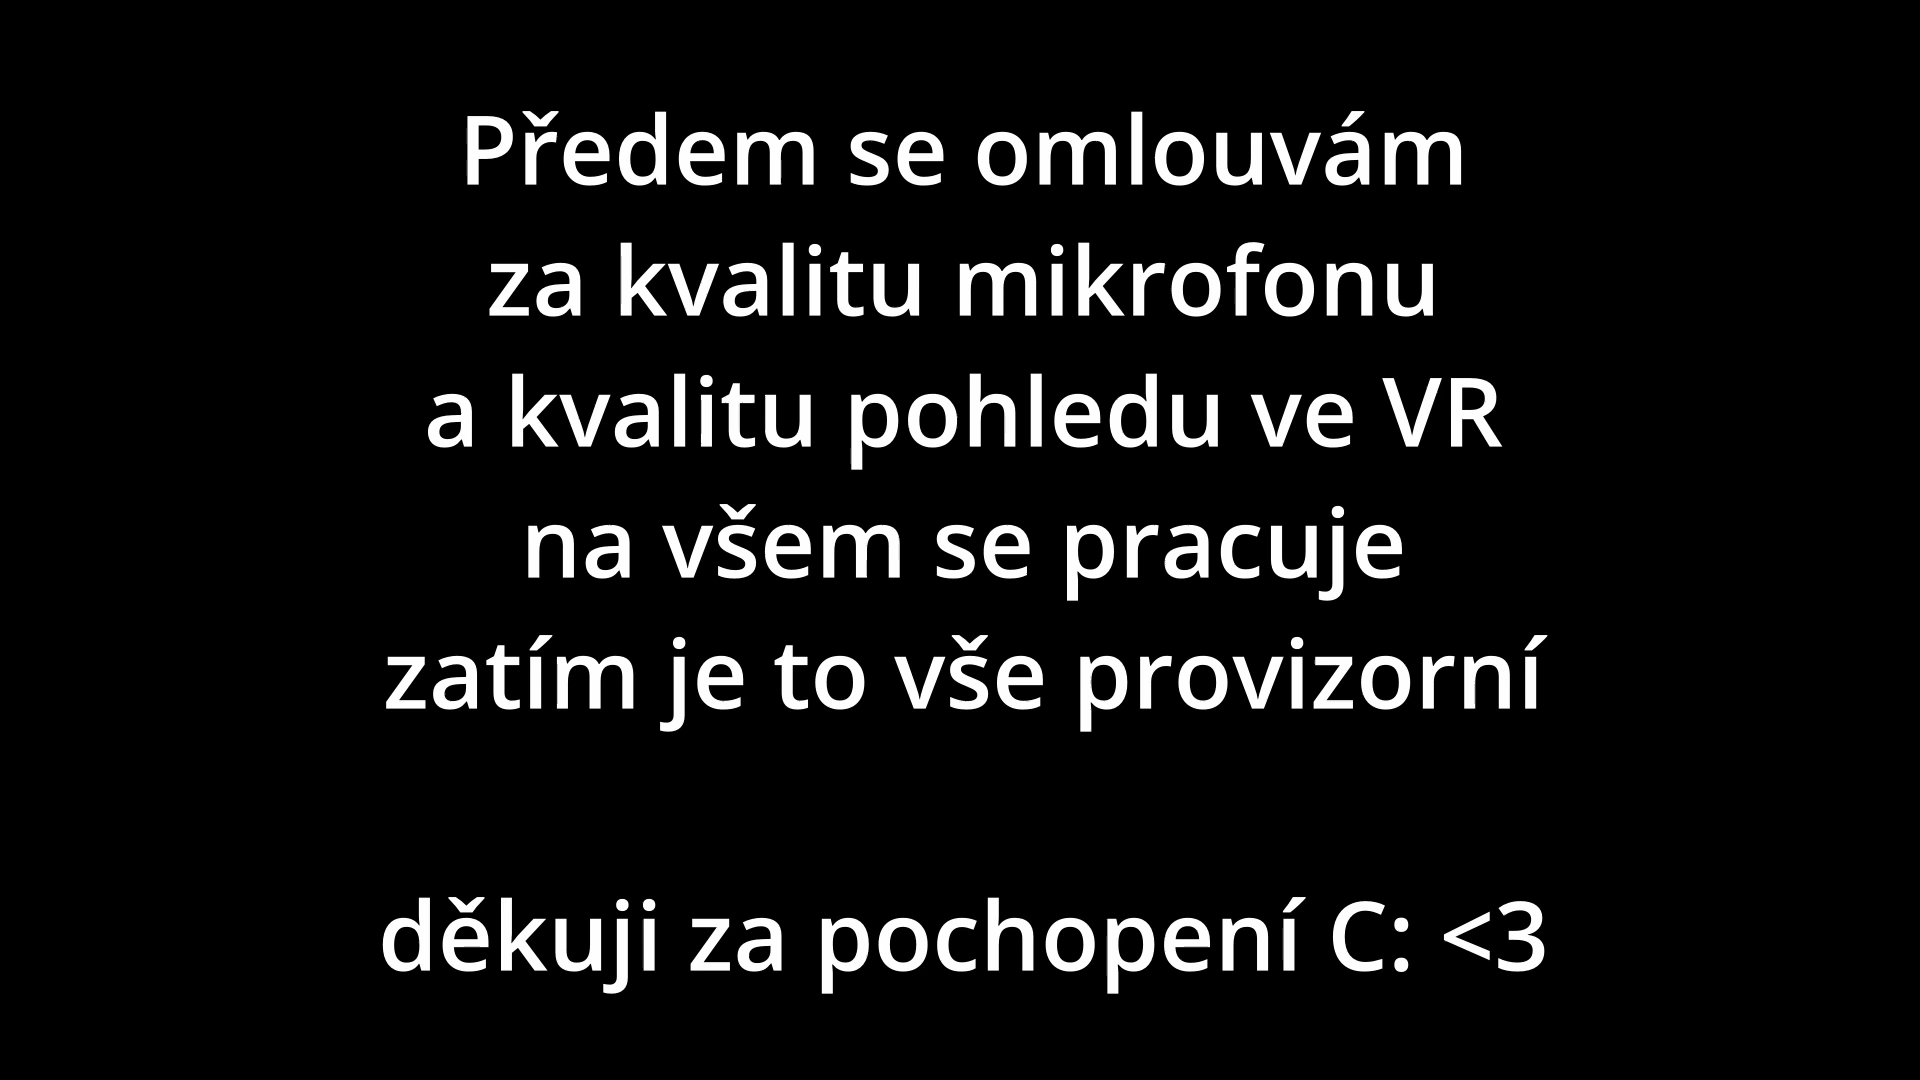 Předem se omlouvám
za kvalitu mikrofonu
a kvalitu pohledu ve VR
na všem se pracuje
zatím je to vše provizorní
děkuji za pochopení C: <3